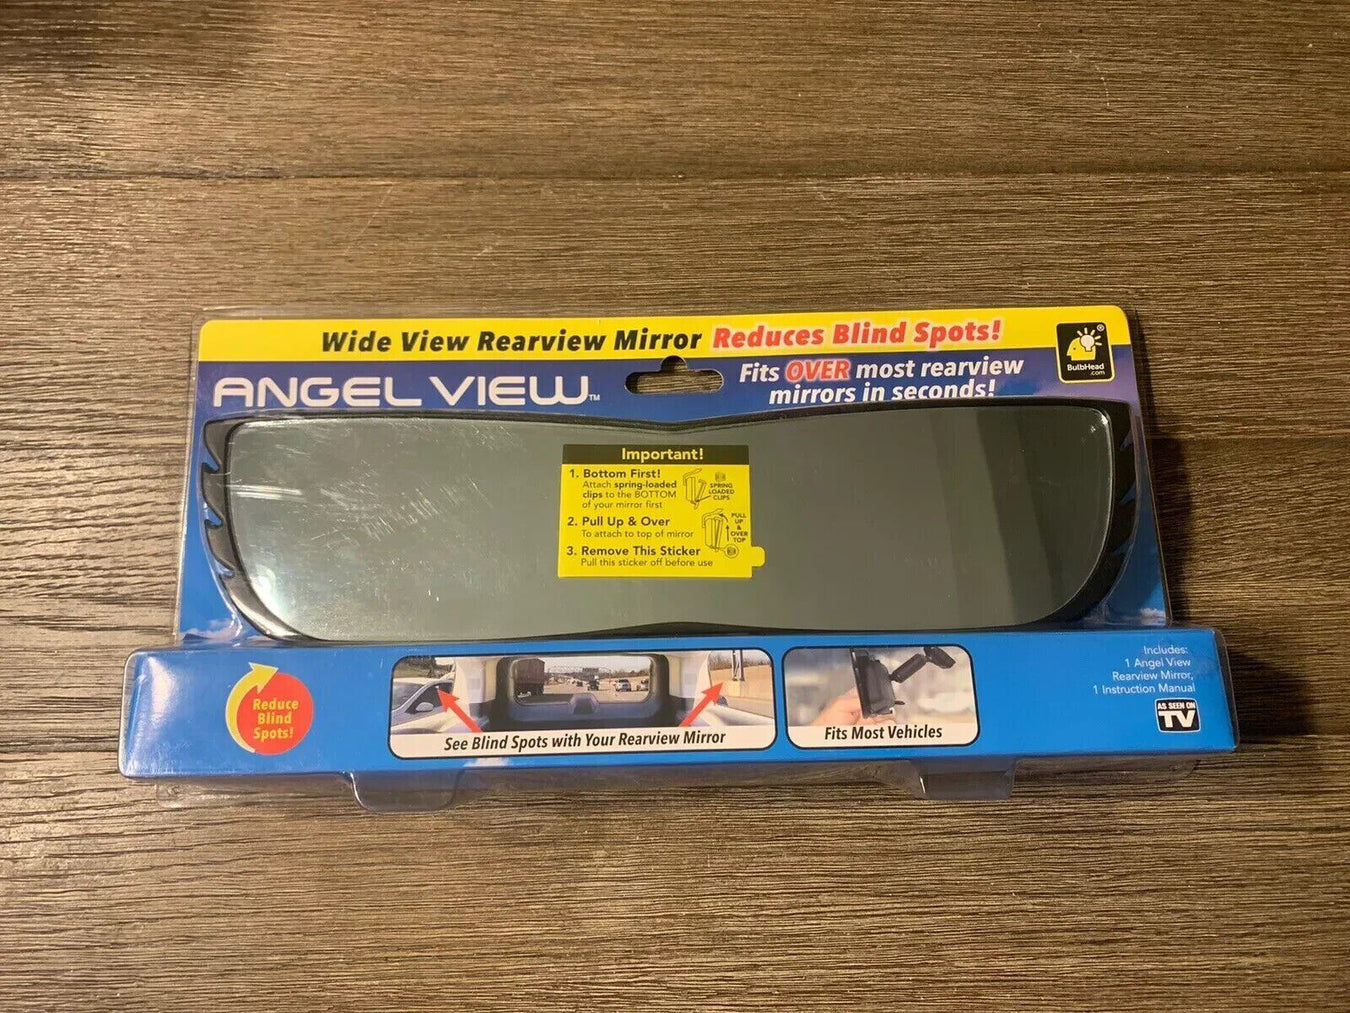 Wide View Rearview Mirror Reduces Blind Spots!
ANGEL VIEW™
Fits OVER most rearview
mirrors in seconds!
BulbHead®
.com
Important!
1. Bottom First!
Attach spring-loaded
clips to the BOTTOM
of your mirror first
SPRING
LOADED
CLIPS
2. Pull Up & Over
To attach to top of mirror
PULL
UP
&
OVER
TOP
3. Remove This Sticker
Pull this sticker off before use
Reduce
Blind
Spots!
See Blind Spots with Your Rearview Mirror
Fits Most Vehicles
Includes:
1 Angel View
Rearview Mirror,
1 Instruction Manual
AS SEEN ON
TV